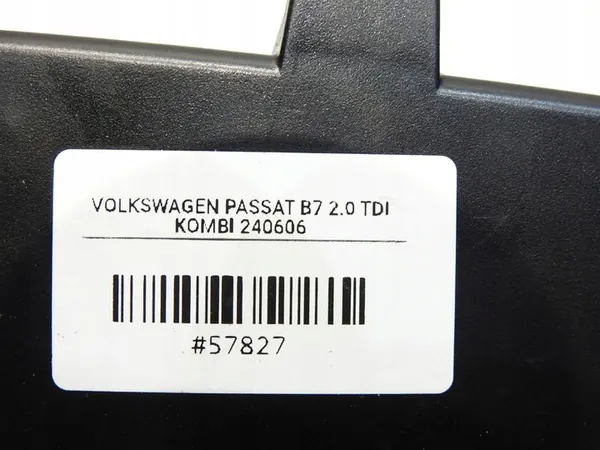 VOLKSWAGEN PASSAT B7 2.0 TDI
KOMBI 240606
#57827